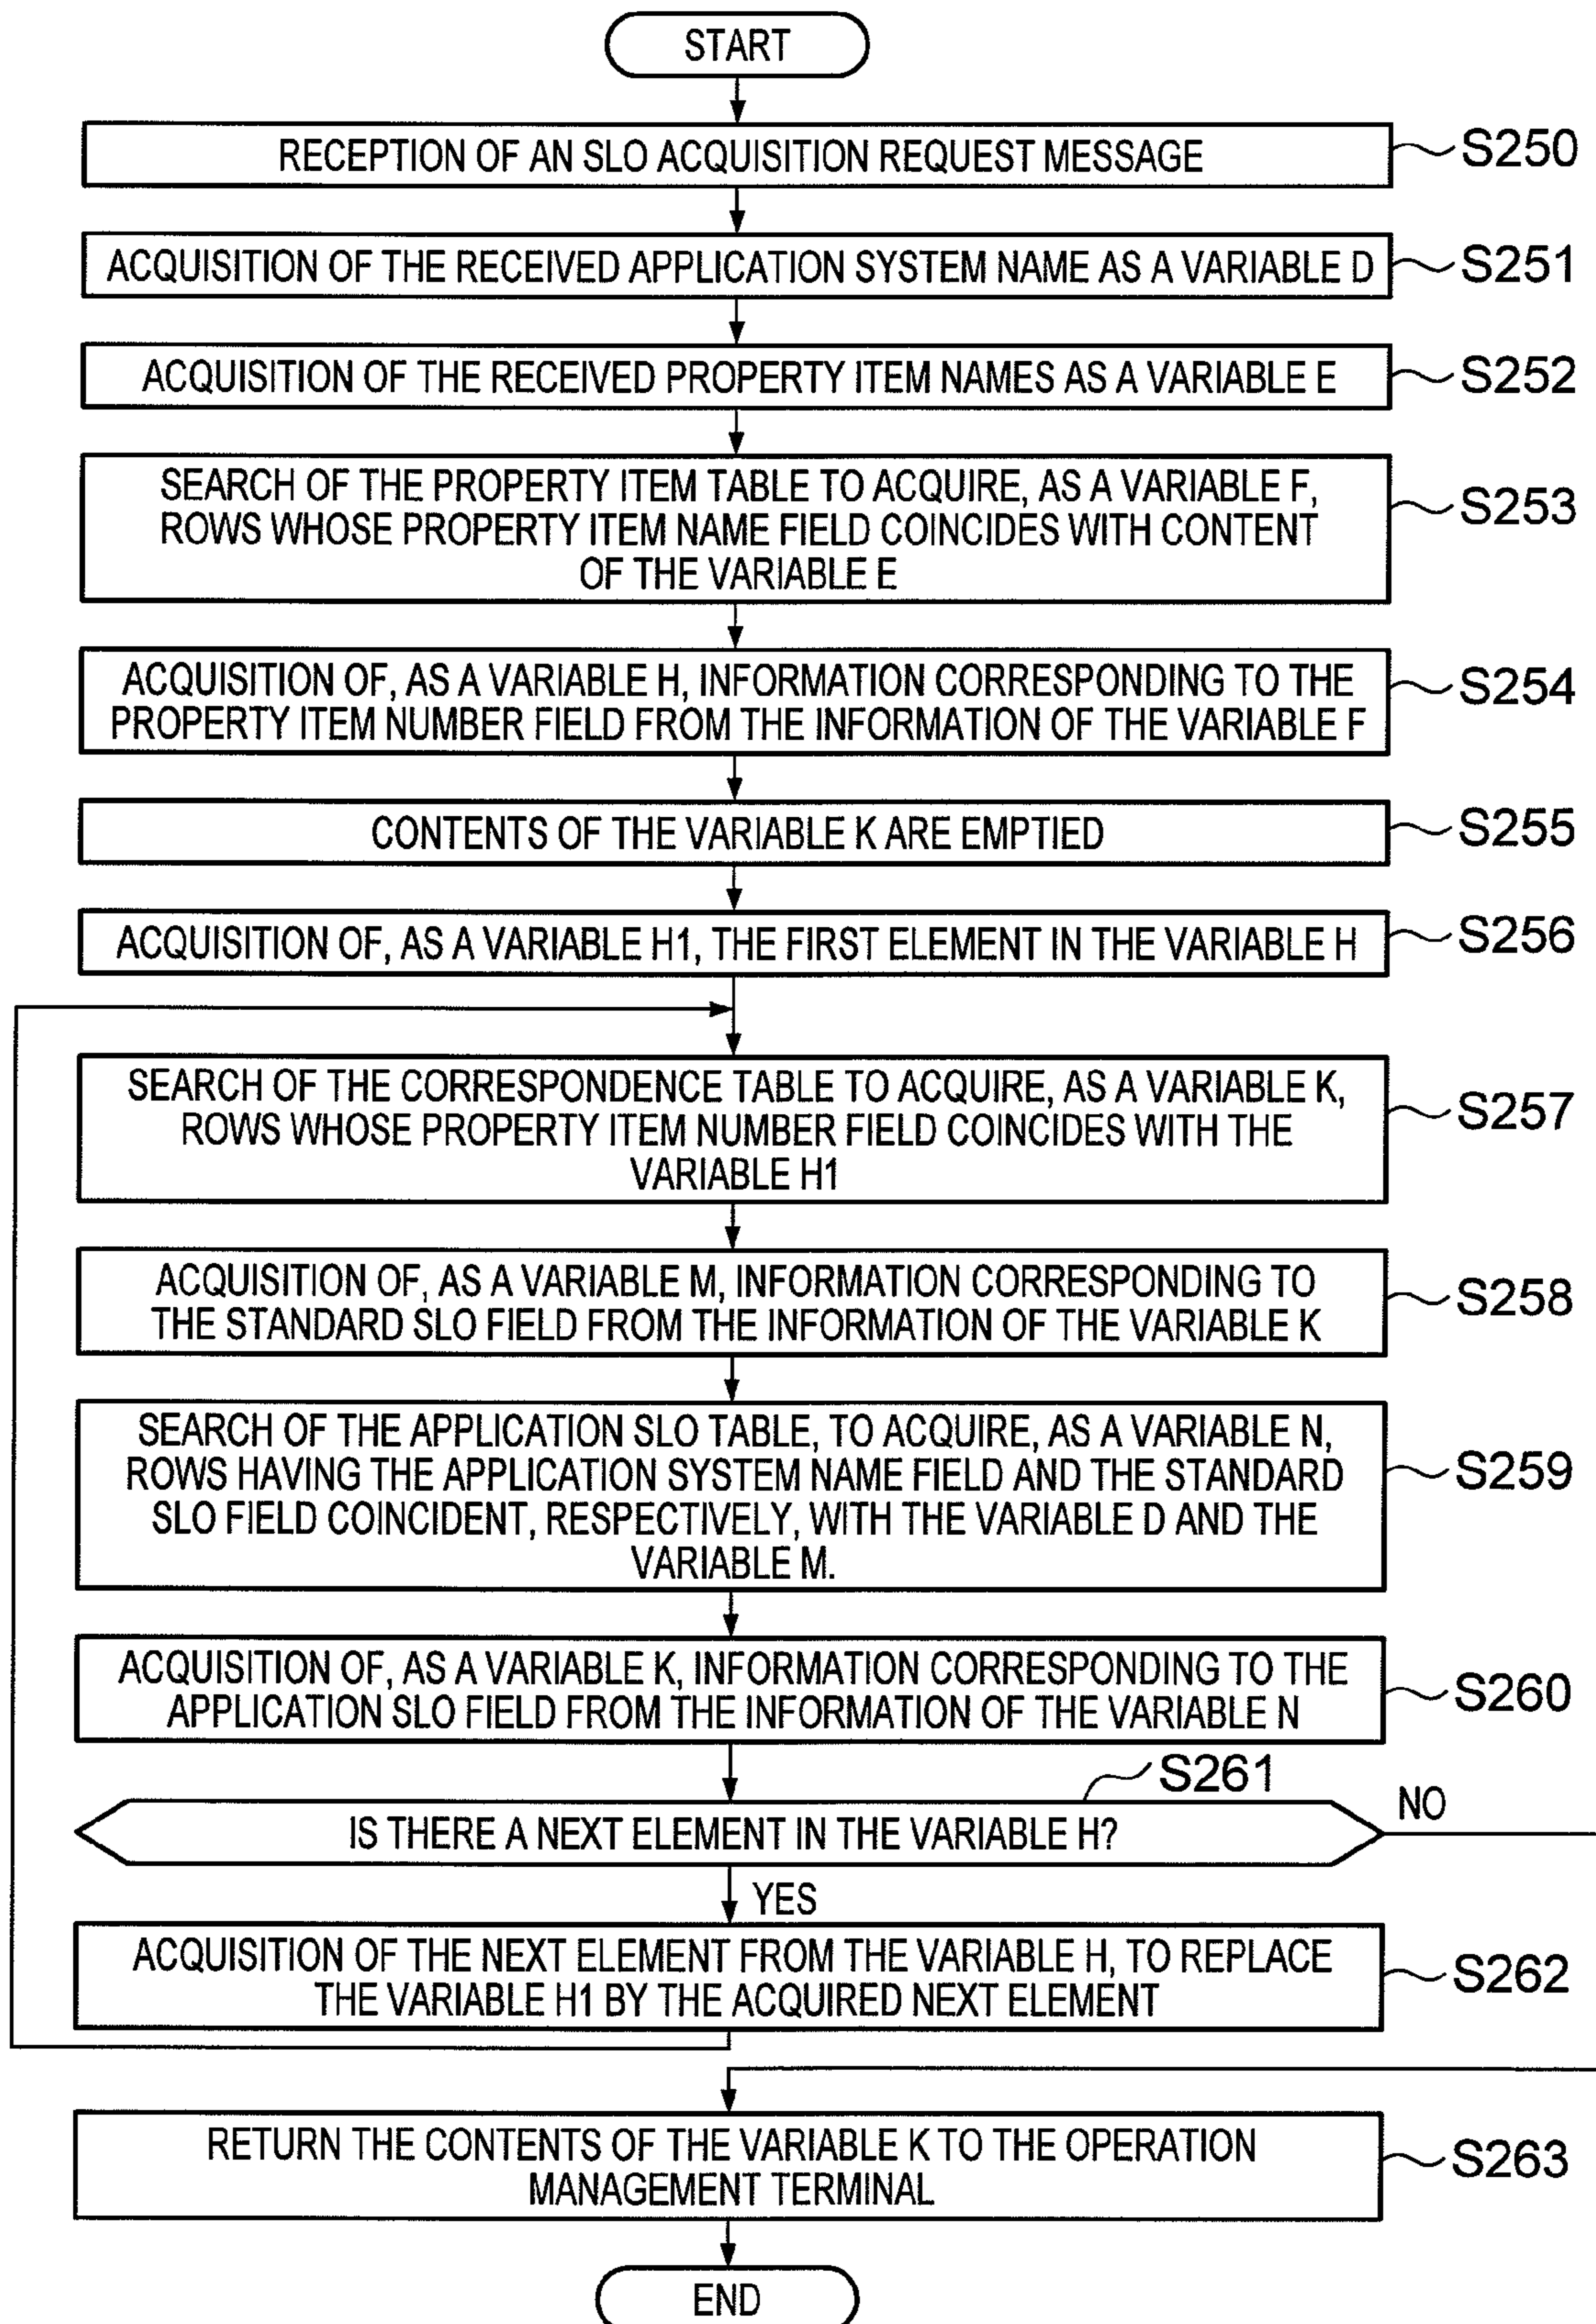 START
RECEPTION OF AN SLO ACQUISITION REQUEST MESSAGE
S250
ACQUISITION OF THE RECEIVED APPLICATION SYSTEM NAME AS A VARIABLE D
S251
ACQUISITION OF THE RECEIVED PROPERTY ITEM NAMES AS A VARIABLE E
S252
SEARCH OF THE PROPERTY ITEM TABLE TO ACQUIRE, AS A VARIABLE F,
ROWS WHOSE PROPERTY ITEM NAME FIELD COINCIDES WITH CONTENT
OF THE VARIABLE E
S253
ACQUISITION OF, AS A VARIABLE H, INFORMATION CORRESPONDING TO THE
PROPERTY ITEM NUMBER FIELD FROM THE INFORMATION OF THE VARIABLE F
S254
CONTENTS OF THE VARIABLE K ARE EMPTIED
S255
ACQUISITION OF, AS A VARIABLE H1, THE FIRST ELEMENT IN THE VARIABLE H
S256
SEARCH OF THE CORRESPONDENCE TABLE TO ACQUIRE, AS A VARIABLE K,
ROWS WHOSE PROPERTY ITEM NUMBER FIELD COINCIDES WITH THE
VARIABLE H1
S257
ACQUISITION OF, AS A VARIABLE M, INFORMATION CORRESPONDING TO
THE STANDARD SLO FIELD FROM THE INFORMATION OF THE VARIABLE K
S258
SEARCH OF THE APPLICATION SLO TABLE, TO ACQUIRE, AS A VARIABLE N,
ROWS HAVING THE APPLICATION SYSTEM NAME FIELD AND THE STANDARD
SLO FIELD COINCIDENT, RESPECTIVELY, WITH THE VARIABLE D AND THE
VARIABLE M.
S259
ACQUISITION OF, AS A VARIABLE K, INFORMATION CORRESPONDING TO THE
APPLICATION SLO FIELD FROM THE INFORMATION OF THE VARIABLE N
S260
S261
IS THERE A NEXT ELEMENT IN THE VARIABLE H?
NO
YES
ACQUISITION OF THE NEXT ELEMENT FROM THE VARIABLE H, TO REPLACE
THE VARIABLE H1 BY THE ACQUIRED NEXT ELEMENT
S262
RETURN THE CONTENTS OF THE VARIABLE K TO THE OPERATION
MANAGEMENT TERMINAL
S263
END